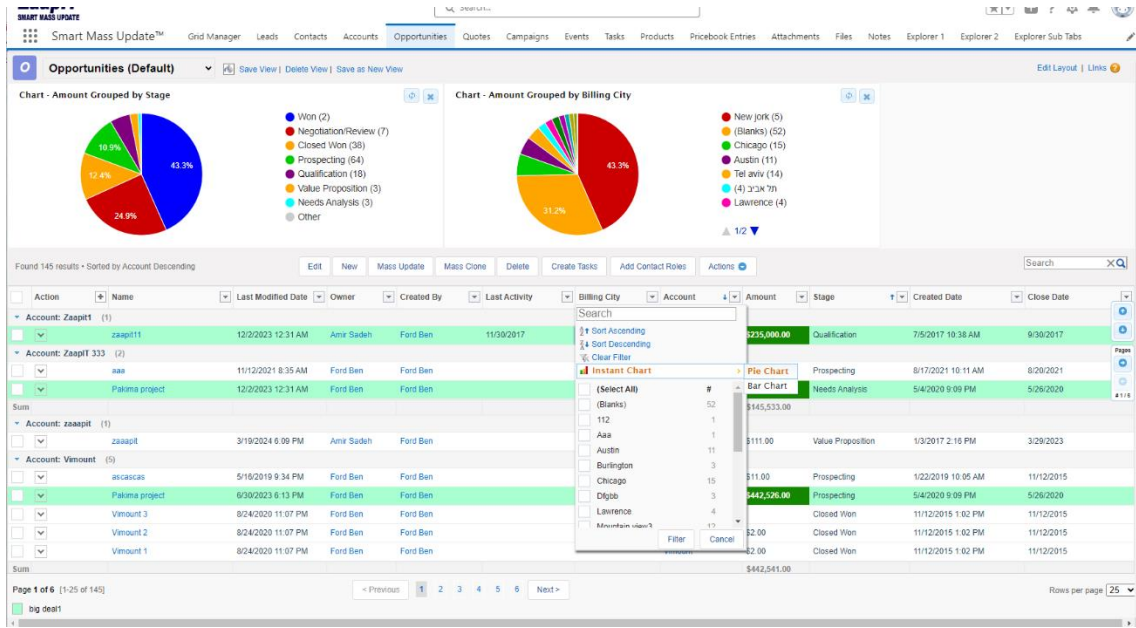 SMART MASS UPDATE
Smart Mass Update™ Grid Manager Leads Contacts Accounts Opportunities Quotes Campaigns Events Tasks Products Pricebook Entries Attachments Files Notes Explorer 1 Explorer 2 Explorer Sub Tabs
Opportunities (Default) Save View | Delete View | Save as New View Edit Layout | Links
Chart - Amount Grouped by Stage
43.3%
24.9%
12.4%
10.9%
Won (2)
Negotiation/Review (7)
Closed Won (38)
Prospecting (64)
Qualification (18)
Value Proposition (3)
Needs Analysis (3)
Other
Chart - Amount Grouped by Billing City
43.3%
31.2%
New jork (5)
(Blanks) (52)
Chicago (15)
Austin (11)
Tel aviv (14)
תל אביב (4)
Lawrence (4)
1/2
Found 145 results • Sorted by Account Descending Edit New Mass Update Mass Clone Delete Create Tasks Add Contact Roles Actions Search
Action Name Last Modified Date Owner Created By Last Activity Billing City Account Amount Stage Created Date Close Date
Account: Zaapit1 (1)
zaapit11 12/2/2023 12:31 AM Amir Sadeh Ford Ben 11/30/2017 $235,000.00 Qualification 7/5/2017 10:38 AM 9/30/2017
Account: ZaapIT 333 (2)
aaa 11/12/2021 8:35 AM Ford Ben Ford Ben Prospecting 8/17/2021 10:11 AM 8/20/2021
Pakima project 12/2/2023 12:31 AM Ford Ben Ford Ben Needs Analysis 5/4/2020 9:09 PM 5/26/2020
Sum $145,533.00
Account: zaaapit (1)
zaaapit 3/19/2024 6:09 PM Amir Sadeh Ford Ben $111.00 Value Proposition 1/3/2017 2:16 PM 3/29/2023
Account: Vimount (5)
ascascas 5/16/2019 9:34 PM Ford Ben Ford Ben $11.00 Prospecting 1/22/2019 10:05 AM 11/12/2015
Pakima project 6/30/2023 6:13 PM Ford Ben Ford Ben $442,526.00 Prospecting 5/4/2020 9:09 PM 5/26/2020
Vimount 3 8/24/2020 11:07 PM Ford Ben Ford Ben Closed Won 11/12/2015 1:02 PM 11/12/2015
Vimount 2 8/24/2020 11:07 PM Ford Ben Ford Ben $2.00 Closed Won 11/12/2015 1:02 PM 11/12/2015
Vimount 1 8/24/2020 11:07 PM Ford Ben Ford Ben $2.00 Closed Won 11/12/2015 1:02 PM 11/12/2015
Sum $442,541.00
Search
Sort Ascending
Sort Descending
Clear Filter
Instant Chart
Pie Chart
Bar Chart
(Select All) #
(Blanks) 52
112 1
Aaa 1
Austin 11
Burlington 3
Chicago 15
Dfgbb 3
Lawrence 4
Mountain view3 12
Filter Cancel
Pages
#1/6
Page 1 of 6 [1-25 of 145] < Previous 1 2 3 4 5 6 Next > Rows per page 25
big deal1